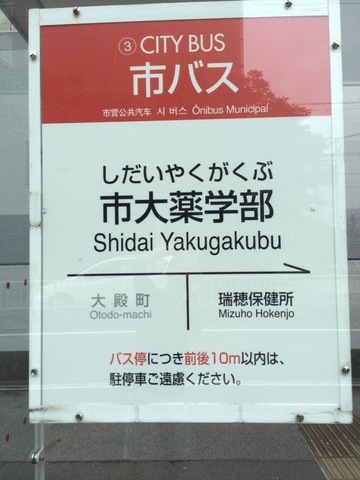 ③ CITY BUS
市バス
市营公共汽车 시 버스 Ônibus Municipal
しだいやくがくぶ
市大薬学部
Shidai Yakugakubu
大殿町 瑞穂保健所
Otodo-machi Mizuho Hokenjo
バス停につき前後10m以内は、
駐停車ご遠慮ください。